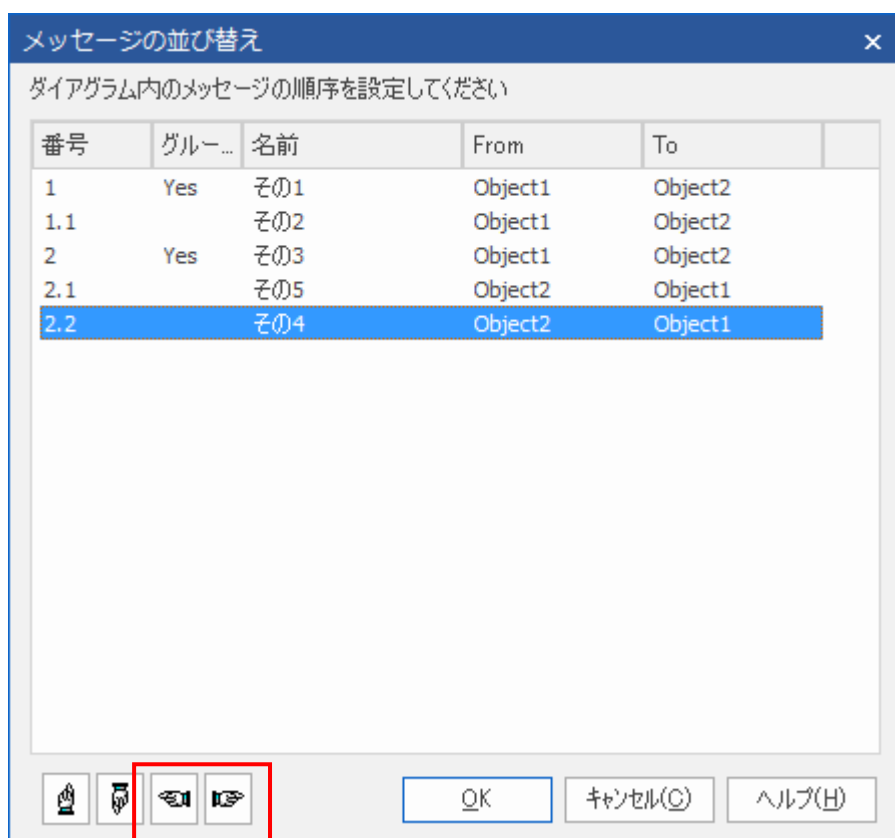 メッセージの並び替え
ダイアグラム内のメッセージの順序を設定してください
番号 グルー... 名前 From To
1 Yes その1 Object1 Object2
1.1 その2 Object1 Object2
2 Yes その3 Object1 Object2
2.1 その5 Object2 Object1
2.2 その4 Object2 Object1
OK キャンセル(C) ヘルプ(H)